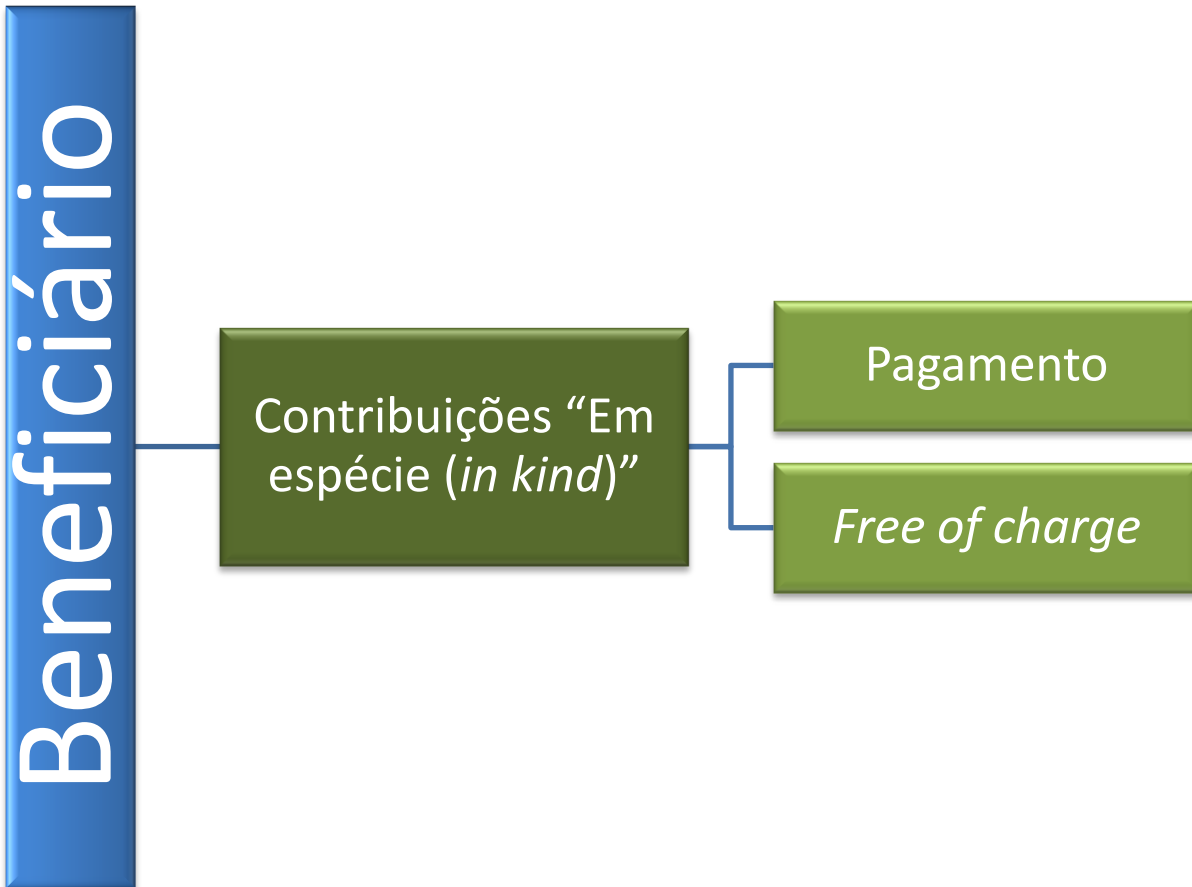 Beneficiário
Contribuições “Em
espécie (in kind)”
Pagamento
Free of charge